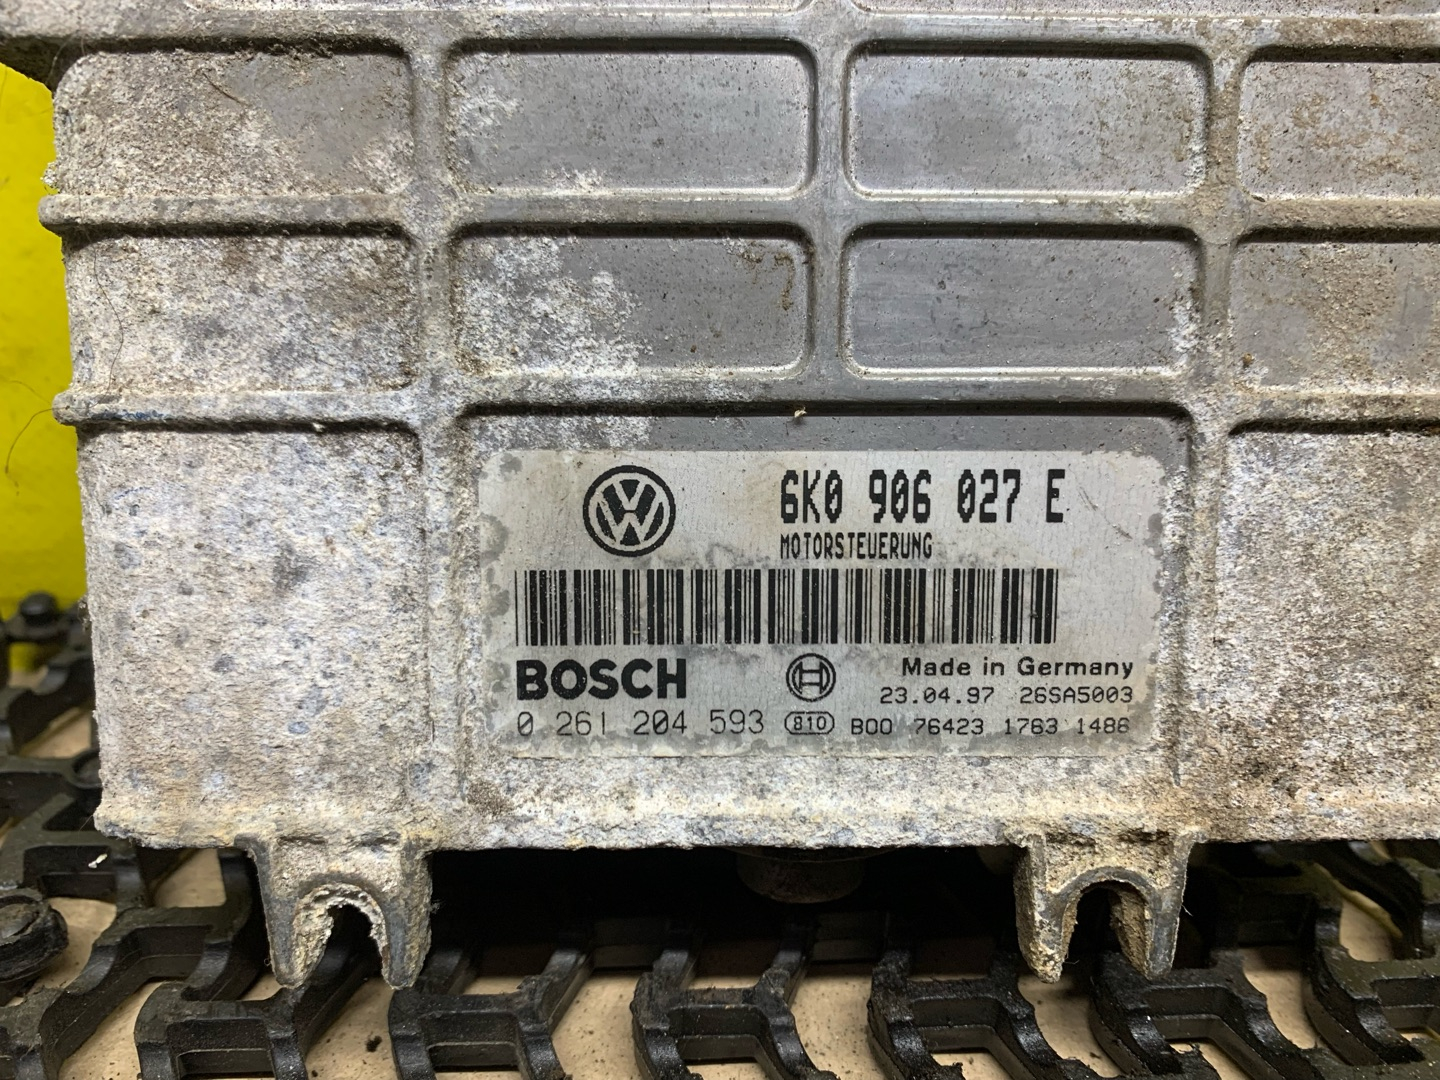 6K0 906 027 E
MOTORSTEUERUNG
BOSCH
Made in Germany
23.04.97 26SA5003
0 261 204 593 810 B00 76423 1763 1486